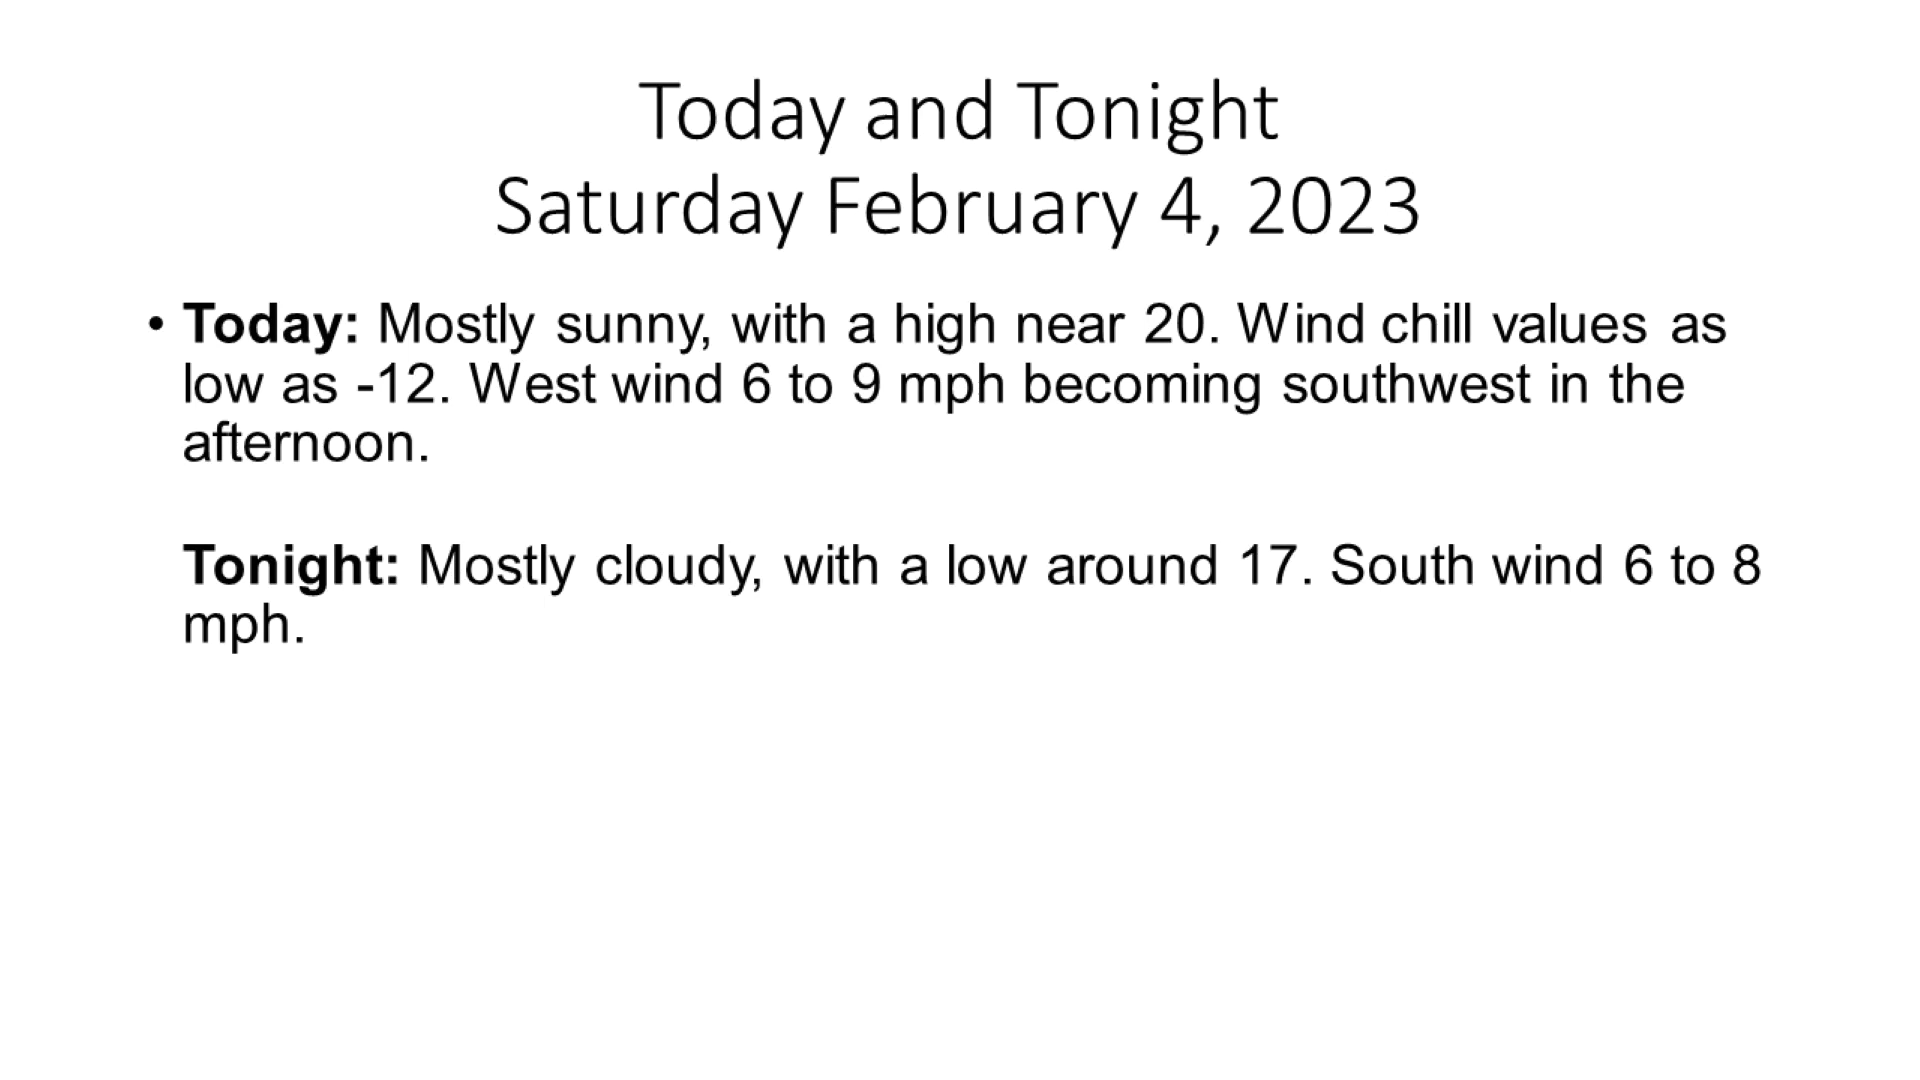 Today and Tonight
Saturday February 4, 2023
• Today: Mostly sunny, with a high near 20. Wind chill values as
low as -12. West wind 6 to 9 mph becoming southwest in the
afternoon.
Tonight: Mostly cloudy, with a low around 17. South wind 6 to 8
mph.